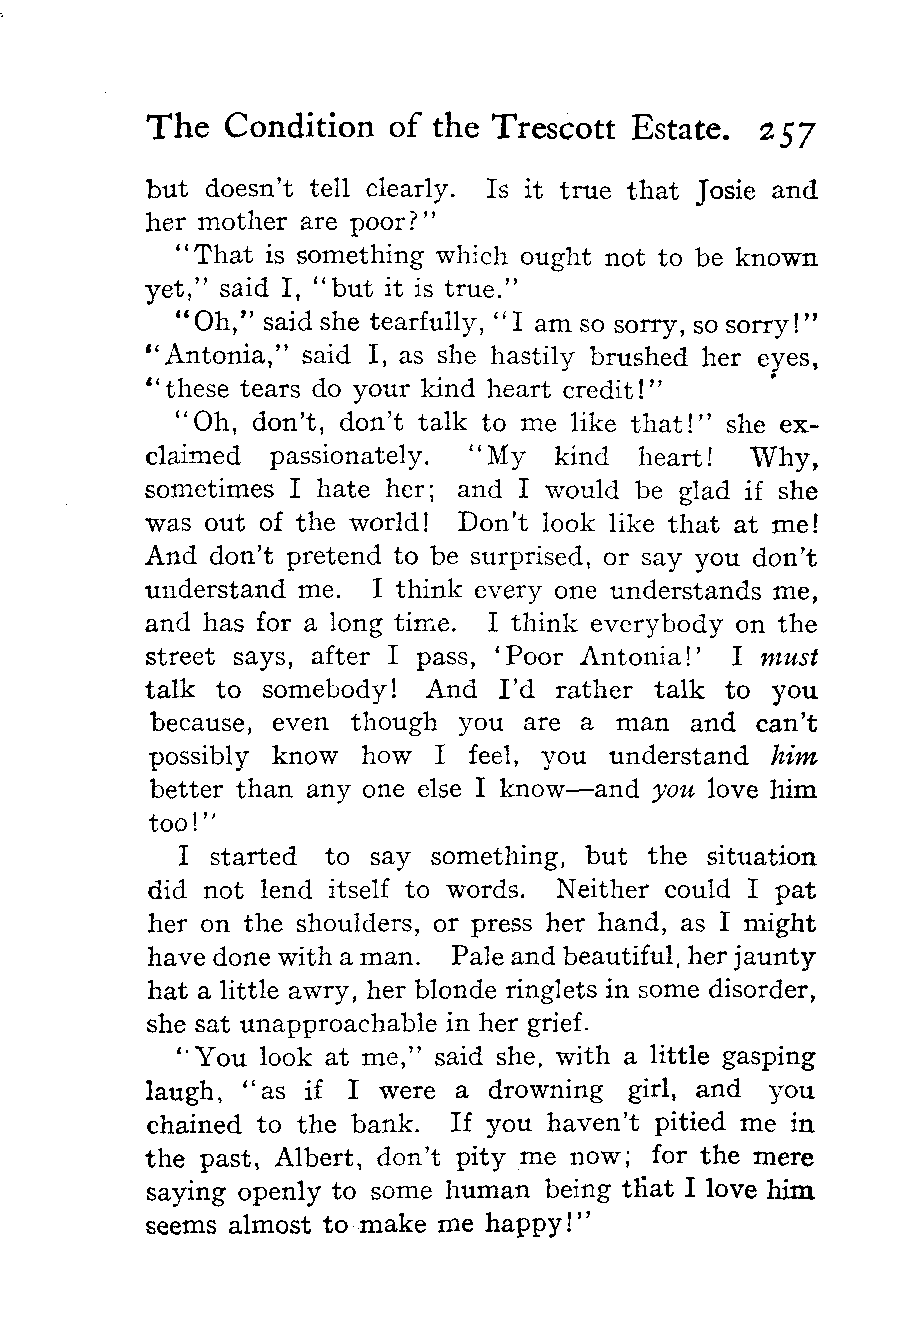 The Condition of the Trescott Estate. 257
but doesn't tell clearly. Is it true that Josie and
her mother are poor?"
"That is something which ought not to be known
yet," said I, "but it is true."
"Oh," said she tearfully, "I am so sorry, so sorry!"
"Antonia," said I, as she hastily brushed her eyes,
"these tears do your kind heart credit!"
"Oh, don't, don't talk to me like that!" she ex-
claimed passionately. "My kind heart! Why,
sometimes I hate her; and I would be glad if she
was out of the world! Don't look like that at me!
And don't pretend to be surprised, or say you don't
understand me. I think every one understands me,
and has for a long time. I think everybody on the
street says, after I pass, 'Poor Antonia!' I must
talk to somebody! And I'd rather talk to you
because, even though you are a man and can't
possibly know how I feel, you understand him
better than any one else I know—and you love him
too!"
I started to say something, but the situation
did not lend itself to words. Neither could I pat
her on the shoulders, or press her hand, as I might
have done with a man. Pale and beautiful, her jaunty
hat a little awry, her blonde ringlets in some disorder,
she sat unapproachable in her grief.
"You look at me," said she, with a little gasping
laugh, "as if I were a drowning girl, and you
chained to the bank. If you haven't pitied me in
the past, Albert, don't pity me now; for the mere
saying openly to some human being that I love him
seems almost to make me happy!"